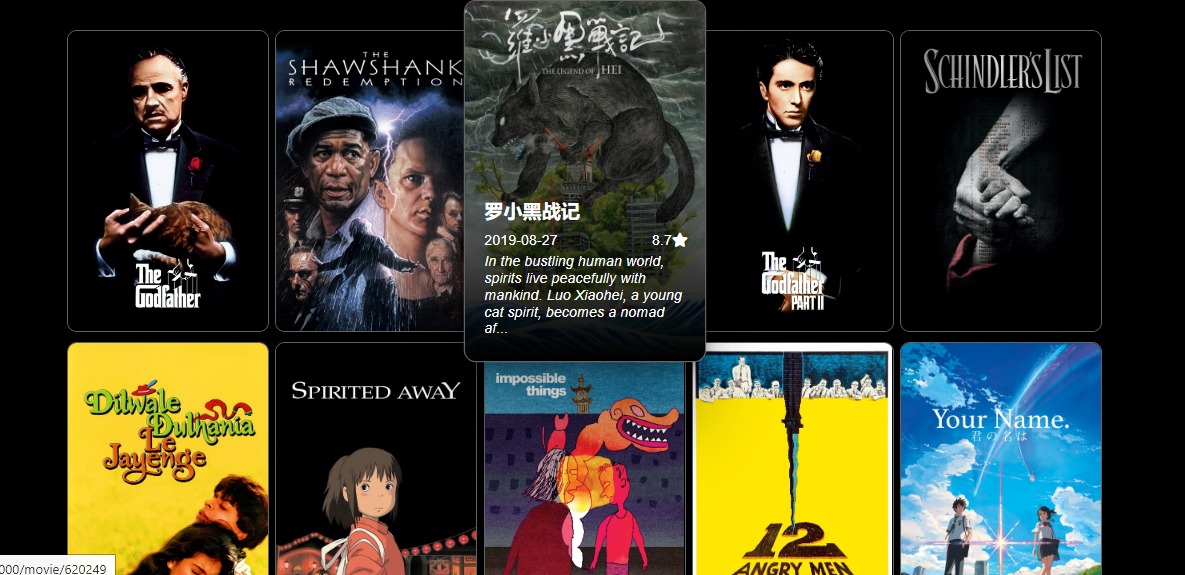 The
Godfather
THE
SHAWSHANK
REDEMPTION
羅小黑戰記
THE LEGEND OF HEI
罗小黑战记
2019-08-27
8.7
In the bustling human world,
spirits live peacefully with
mankind. Luo Xiaohei, a young
cat spirit, becomes a nomad
af...
The
Godfather
PART II
SCHINDLER'S LIST
Dilwale
Dulhania
Le
Jayenge
SPIRITED AWAY
impossible
things
12
ANGRY MEN
Your Name.
君の名は
000/movie/620249